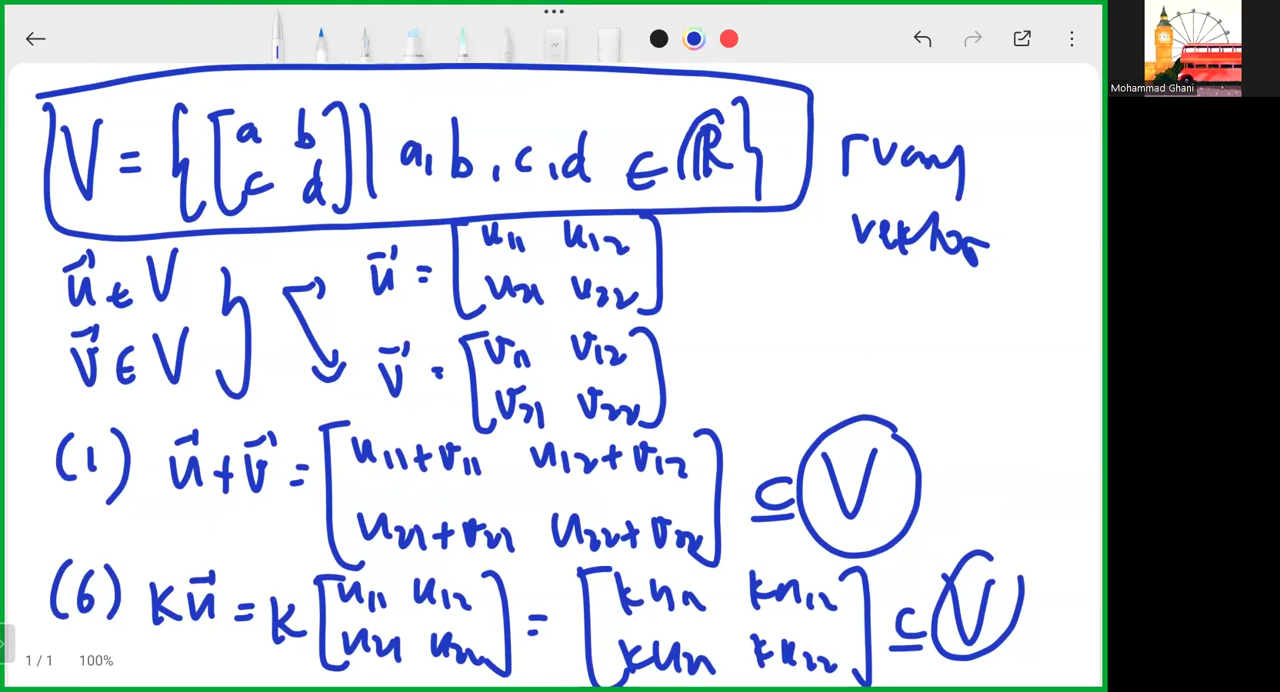 Mohammad Ghani
V = { [ a b ; c d ] | a, b, c, d ∈ ℝ }
ruang
vektor
u⃗ ∈ V
v⃗ ∈ V
u⃗ = [ u11 u12 ; u21 u22 ]
v⃗ = [ v11 v12 ; v21 v22 ]
(1) u⃗ + v⃗ = [ u11+v11 u12+v12 ; u21+v21 u22+v22 ] ⊆ V
(6) k u⃗ = k [ u11 u12 ; u21 u22 ] = [ ku11 ku12 ; ku21 ku22 ] ⊆ V
1 / 1 100%